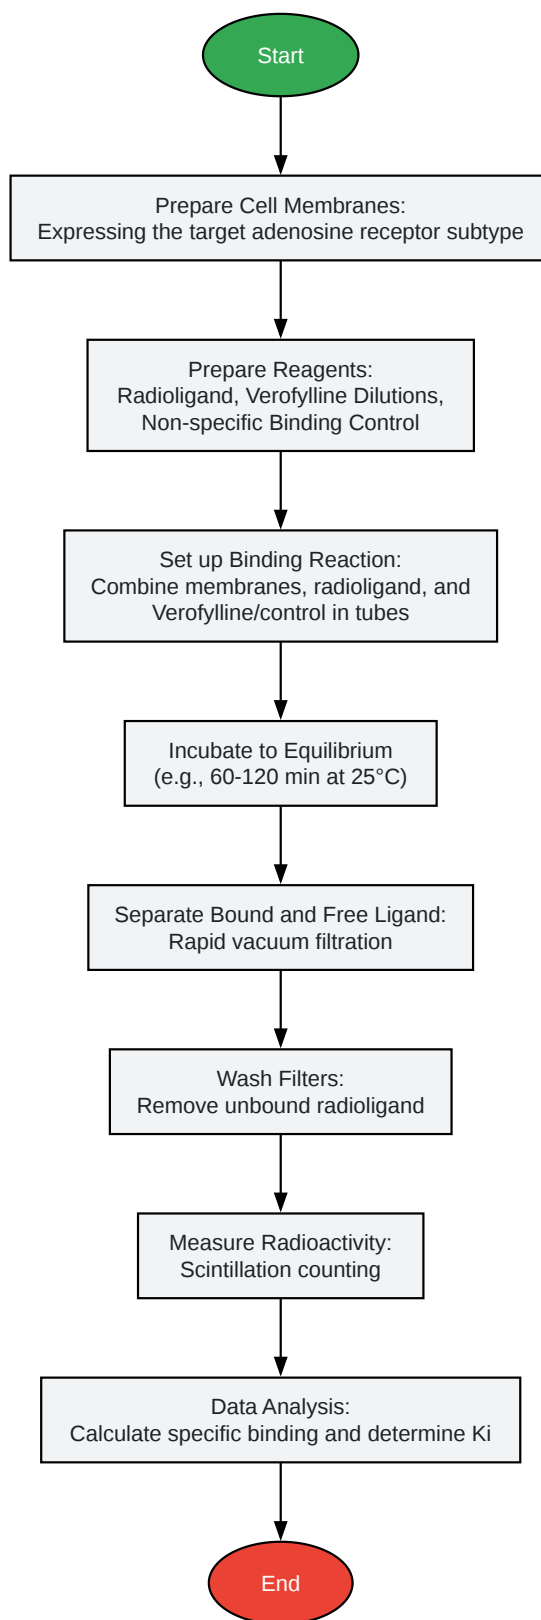 Start
Prepare Cell Membranes:
Expressing the target adenosine receptor subtype
Prepare Reagents:
Radioligand, Verofylline Dilutions,
Non-specific Binding Control
Set up Binding Reaction:
Combine membranes, radioligand, and
Verofylline/control in tubes
Incubate to Equilibrium
(e.g., 60-120 min at 25°C)
Separate Bound and Free Ligand:
Rapid vacuum filtration
Wash Filters:
Remove unbound radioligand
Measure Radioactivity:
Scintillation counting
Data Analysis:
Calculate specific binding and determine Ki
End